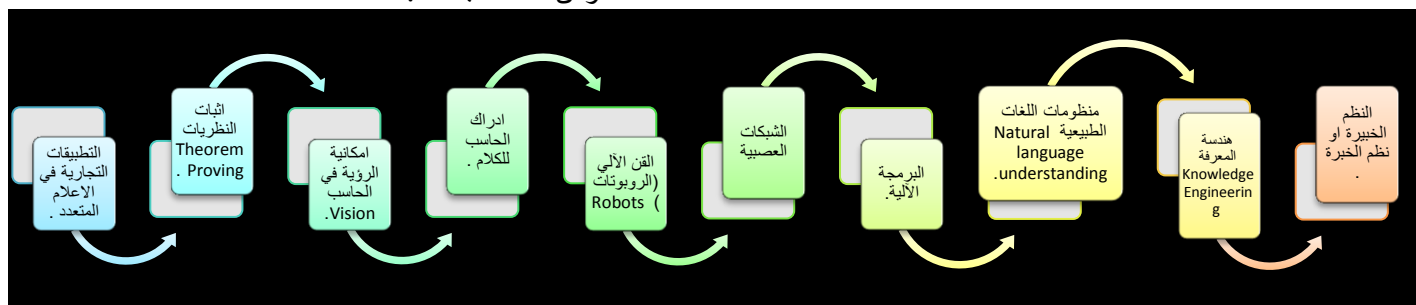 التطبيقات
التجارية في
الاعلام
المتعدد .
اثبات
النظريات
Theorem
Proving .
امكانية
الرؤية في
الحاسب
Vision.
ادراك
الحاسب
للكلام .
القن الآلي
(الروبوتات
Robots )
الشبكات
العصبية
البرمجة
الآلية.
منظومات اللغات
الطبيعية Natural
language
understanding.
هندسة
المعرفة
Knowledge
Engineerin
g
النظم
الخبيرة او
نظم الخبرة
.